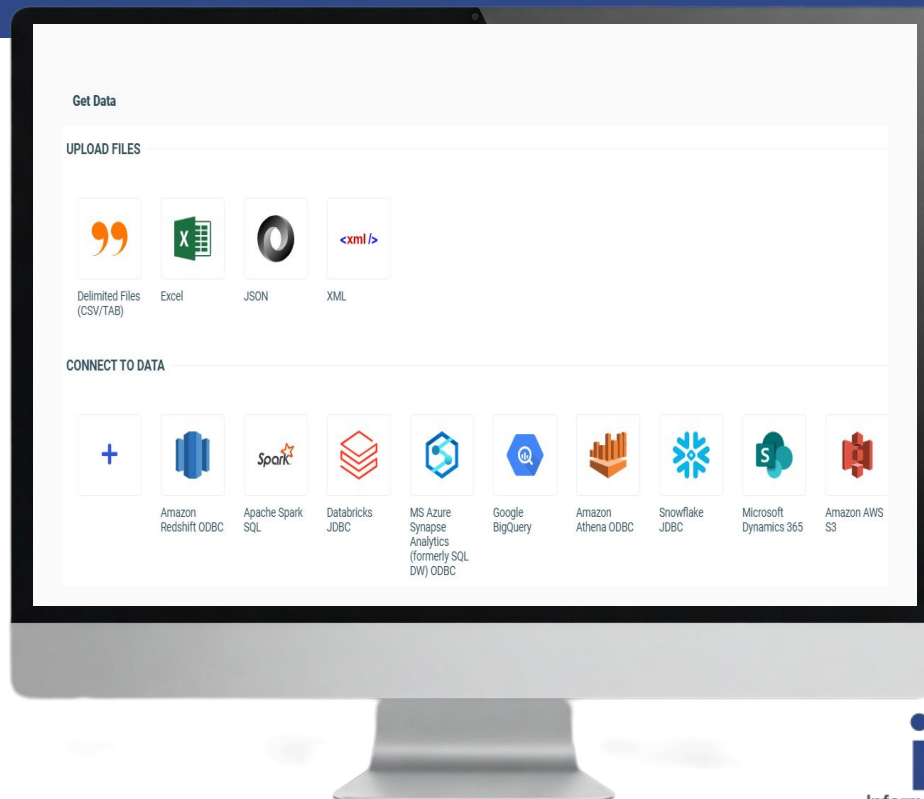 Get Data
UPLOAD FILES
X
<xml />
Delimited Files
(CSV/TAB)
Excel
JSON
XML
CONNECT TO DATA
+
Spark
S
Amazon
Redshift ODBC
Apache Spark
SQL
Databricks
JDBC
MS Azure
Synapse
Analytics
(formerly SQL
DW) ODBC
Google
BigQuery
Amazon
Athena ODBC
Snowflake
JDBC
Microsoft
Dynamics 365
Amazon AWS
S3
i